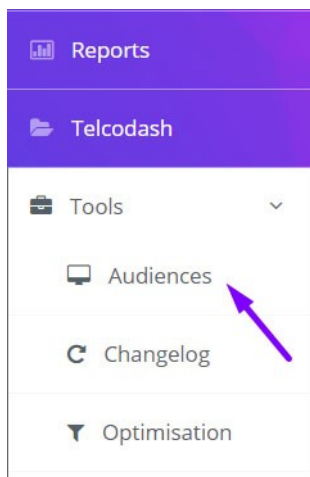 Reports
Telcodash
Tools
Audiences
Changelog
Optimisation